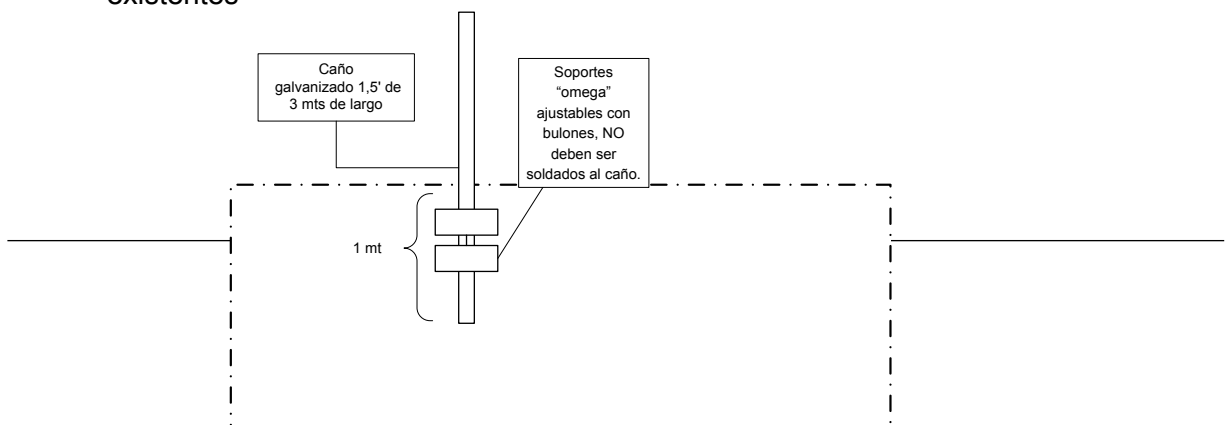 existentes
Caño
galvanizado 1,5' de
3 mts de largo
Soportes
“omega”
ajustables con
bulones, NO
deben ser
soldados al caño.
1 mt